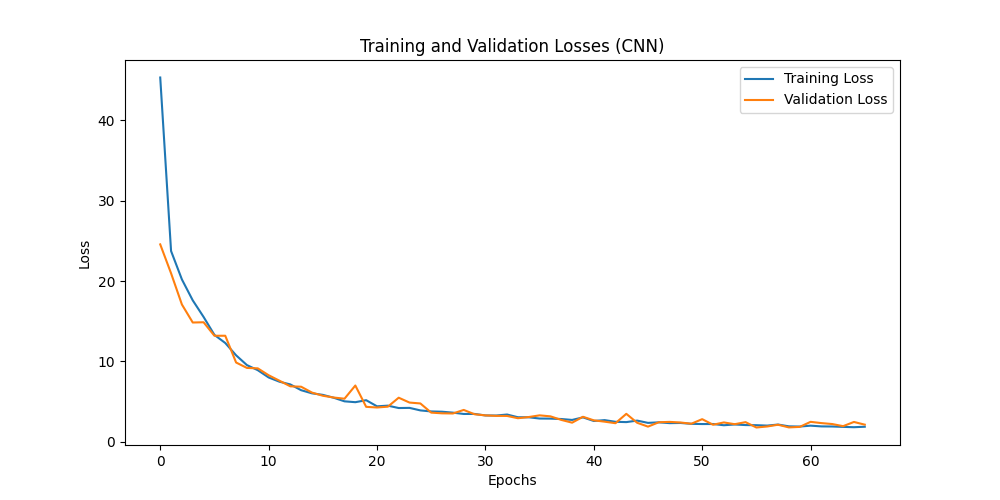 Training and Validation Losses (CNN)
Training Loss
Validation Loss
Loss
40
30
20
10
0
0 10 20 30 40 50 60
Epochs